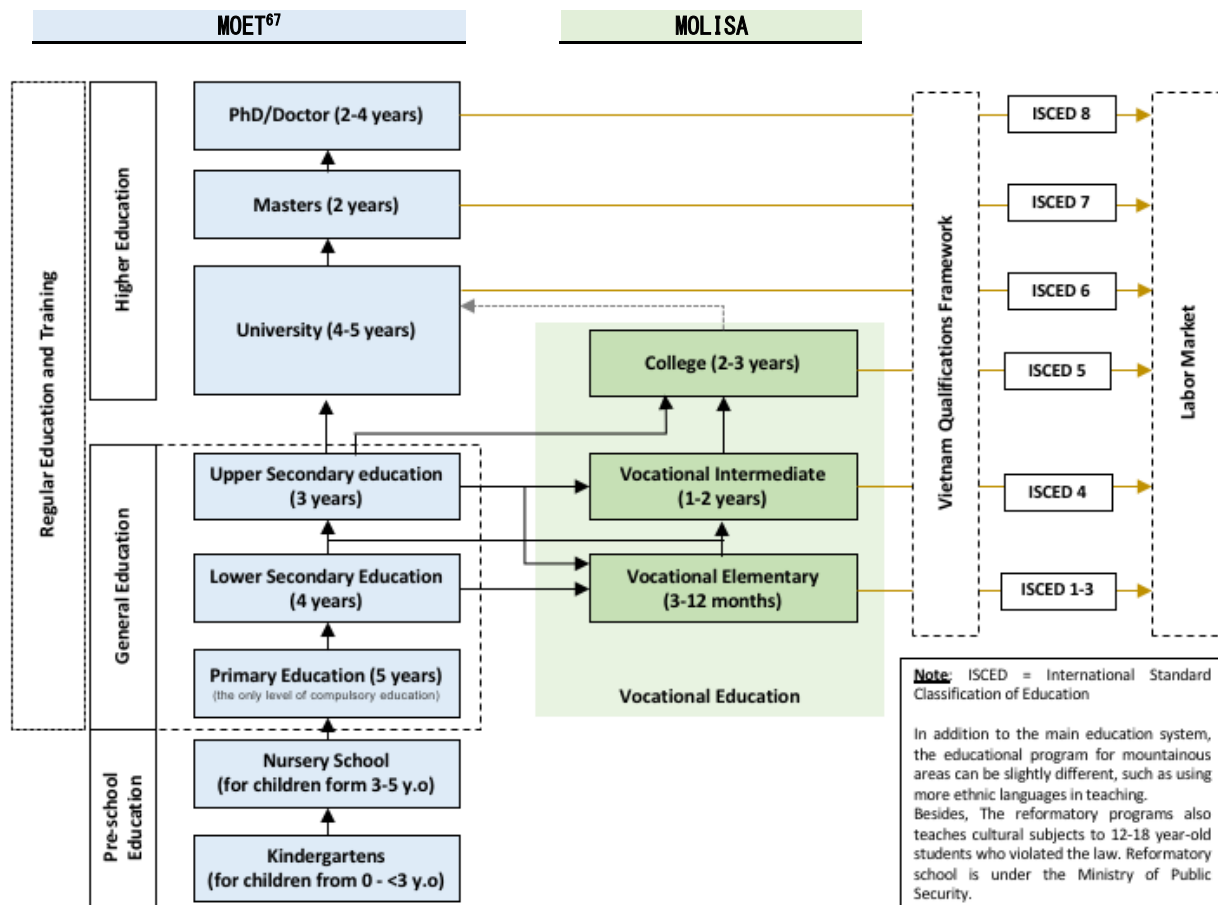 MOET67
MOLISA
Regular Education and Training
Higher Education
PhD/Doctor (2-4 years)
Masters (2 years)
University (4-5 years)
General Education
Upper Secondary education
(3 years)
Lower Secondary Education
(4 years)
Primary Education (5 years)
(the only level of compulsory education)
Pre-school
Education
Nursery School
(for children form 3-5 y.o)
Kindergartens
(for children from 0 - <3 y.o)
College (2-3 years)
Vocational Intermediate
(1-2 years)
Vocational Elementary
(3-12 months)
Vocational Education
Vietnam Qualifications Framework
ISCED 8
ISCED 7
ISCED 6
ISCED 5
ISCED 4
ISCED 1-3
Labor Market
Note: ISCED = International Standard
Classification of Education
In addition to the main education system,
the educational program for mountainous
areas can be slightly different, such as using
more ethnic languages in teaching.
Besides, The reformatory programs also
teaches cultural subjects to 12-18 year-old
students who violated the law. Reformatory
school is under the Ministry of Public
Security.